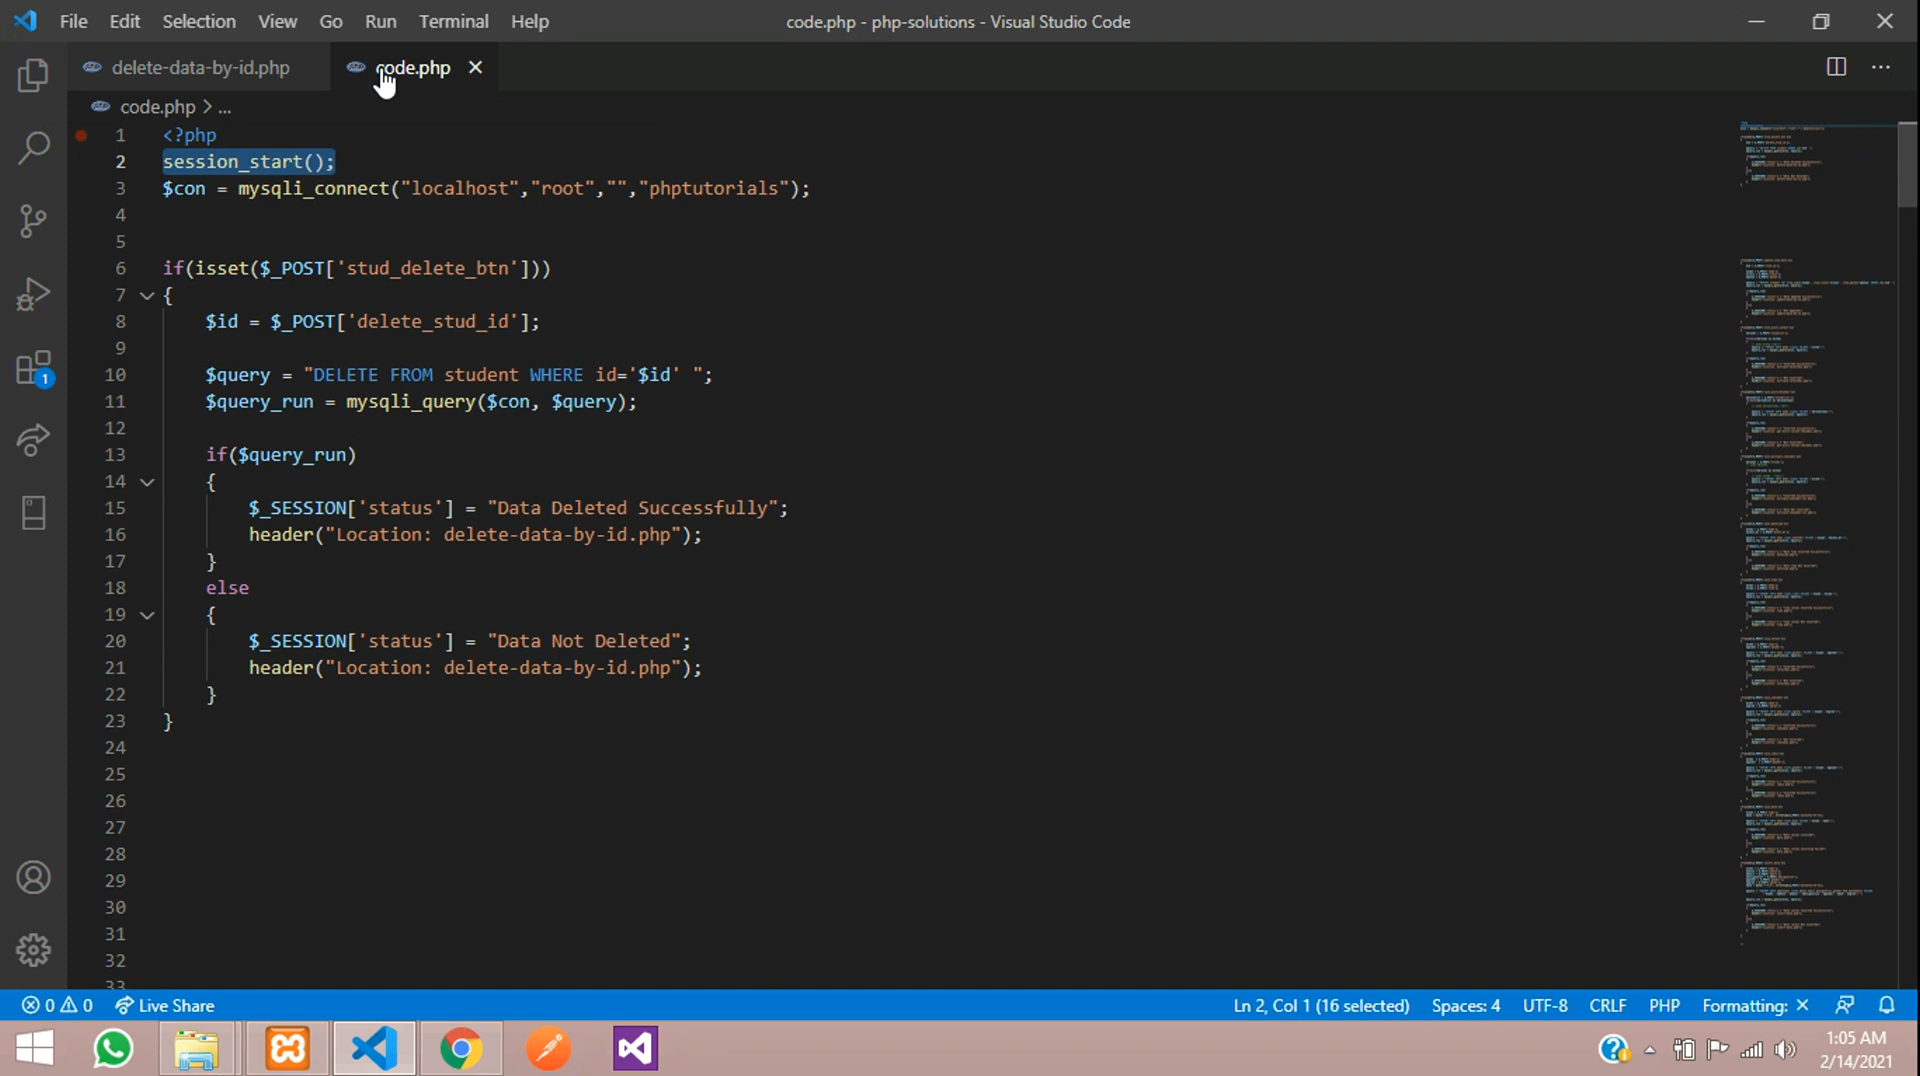 File Edit Selection View Go Run Terminal Help code.php - php-solutions - Visual Studio Code
delete-data-by-id.php code.php
code.php > ...
1 <?php
2 session_start();
3 $con = mysqli_connect("localhost","root","","phptutorials");
4
5
6 if(isset($_POST['stud_delete_btn']))
7 {
8 $id = $_POST['delete_stud_id'];
9
10 $query = "DELETE FROM student WHERE id='$id' ";
11 $query_run = mysqli_query($con, $query);
12
13 if($query_run)
14 {
15 $_SESSION['status'] = "Data Deleted Successfully";
16 header("Location: delete-data-by-id.php");
17 }
18 else
19 {
20 $_SESSION['status'] = "Data Not Deleted";
21 header("Location: delete-data-by-id.php");
22 }
23 }
24
25
26
27
28
29
30
31
32
33
1
0 0 Live Share Ln 2, Col 1 (16 selected) Spaces: 4 UTF-8 CRLF PHP Formatting: ×
1:05 AM
2/14/2021